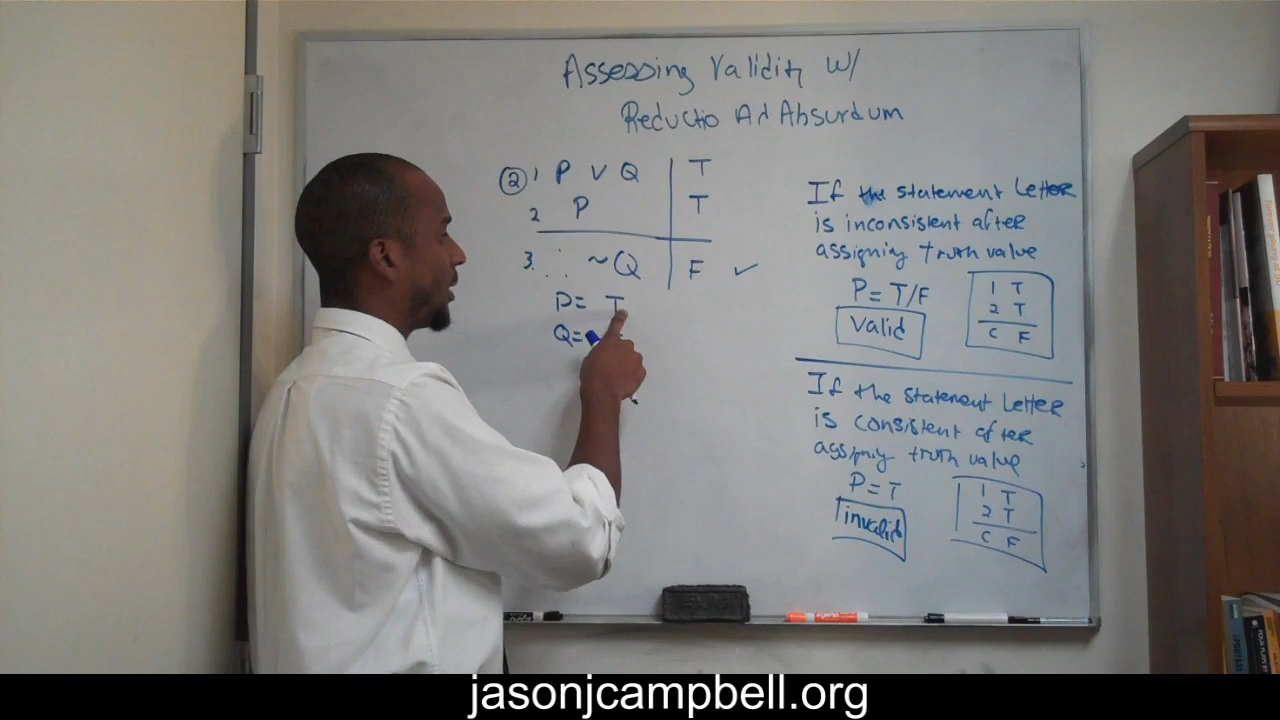 Assessing Validity W/
Reductio Ad Absurdum
② 1 P v Q T
2 P T
3. ∴ ~Q F ✓
P= T
Q=
If the statement Letter
is inconsistent after
assigning truth value
P= T/F
Valid
1 T
2 T
C F
If the statement Letter
is consistent after
assigning truth value
P= T
invalid
1 T
2 T
C F
jasonjcampbell.org